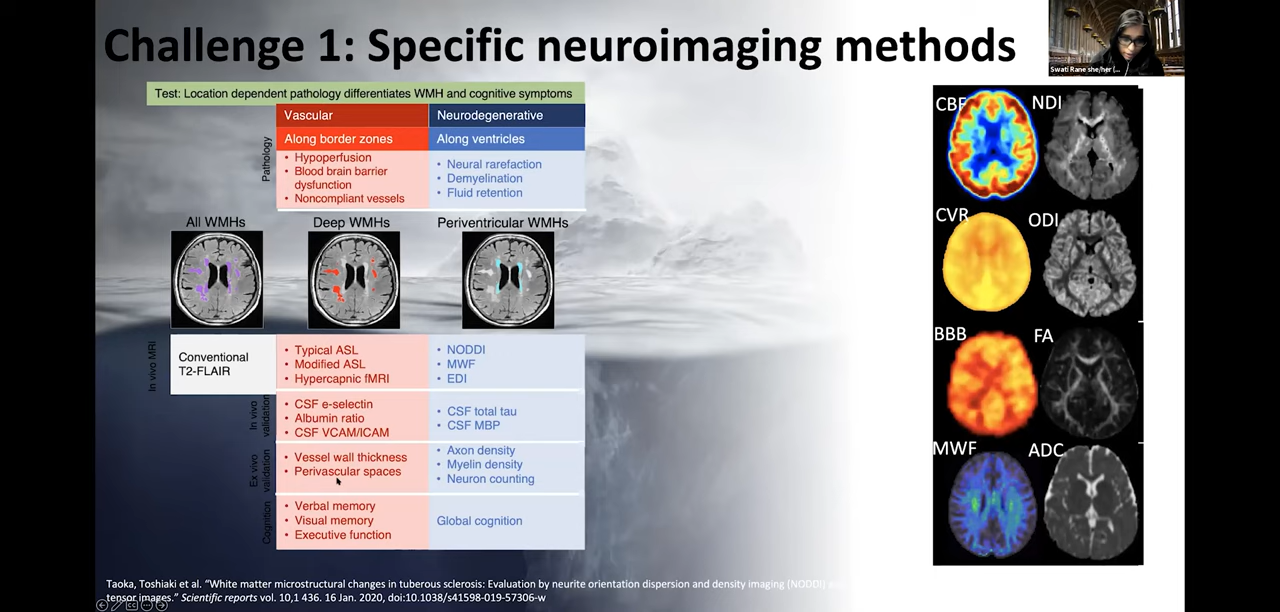 Challenge 1: Specific neuroimaging methods
Swati Rane she/her (...
Test: Location dependent pathology differentiates WMH and cognitive symptoms
Vascular
Neurodegenerative
Along border zones
Along ventricles
Pathology
• Hypoperfusion
• Blood brain barrier
dysfunction
• Noncompliant vessels
• Neural rarefaction
• Demyelination
• Fluid retention
All WMHs
Deep WMHs
Periventricular WMHs
In vivo MRI
Conventional
T2-FLAIR
• Typical ASL
• Modified ASL
• Hypercapnic fMRI
• NODDI
• MWF
• EDI
In vivo
validation
• CSF e-selectin
• Albumin ratio
• CSF VCAM/ICAM
• CSF total tau
• CSF MBP
Ex vivo
validation
• Vessel wall thickness
• Perivascular spaces
• Axon density
• Myelin density
• Neuron counting
Cognition
• Verbal memory
• Visual memory
• Executive function
Global cognition
CBF
NDI
CVR
ODI
BBB
FA
MWF
ADC
Taoka, Toshiaki et al. “White matter microstructural changes in tuberous sclerosis: Evaluation by neurite orientation dispersion and density imaging (NODDI)
tensor images.” Scientific reports vol. 10,1 436. 16 Jan. 2020, doi:10.1038/s41598-019-57306-w